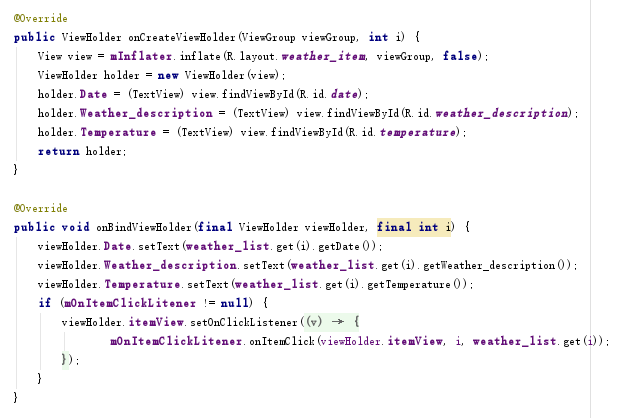 @Override
public ViewHolder onCreateViewHolder(ViewGroup viewGroup, int i) {
View view = mInflater.inflate(R.layout.weather_item, viewGroup, false);
ViewHolder holder = new ViewHolder(view);
holder.Date = (TextView) view.findViewById(R.id.date);
holder.Weather_description = (TextView) view.findViewById(R.id.weather_description);
holder.Temperature = (TextView) view.findViewById(R.id.temperature);
return holder;
}
@Override
public void onBindViewHolder(final ViewHolder viewHolder, final int i) {
viewHolder.Date.setText(weather_list.get(i).getDate());
viewHolder.Weather_description.setText(weather_list.get(i).getWeather_description());
viewHolder.Temperature.setText(weather_list.get(i).getTemperature());
if (mOnItemClickLitener != null) {
viewHolder.itemView.setOnClickListener((v) → {
mOnItemClickLitener.onItemClick(viewHolder.itemView, i, weather_list.get(i));
});
}
}